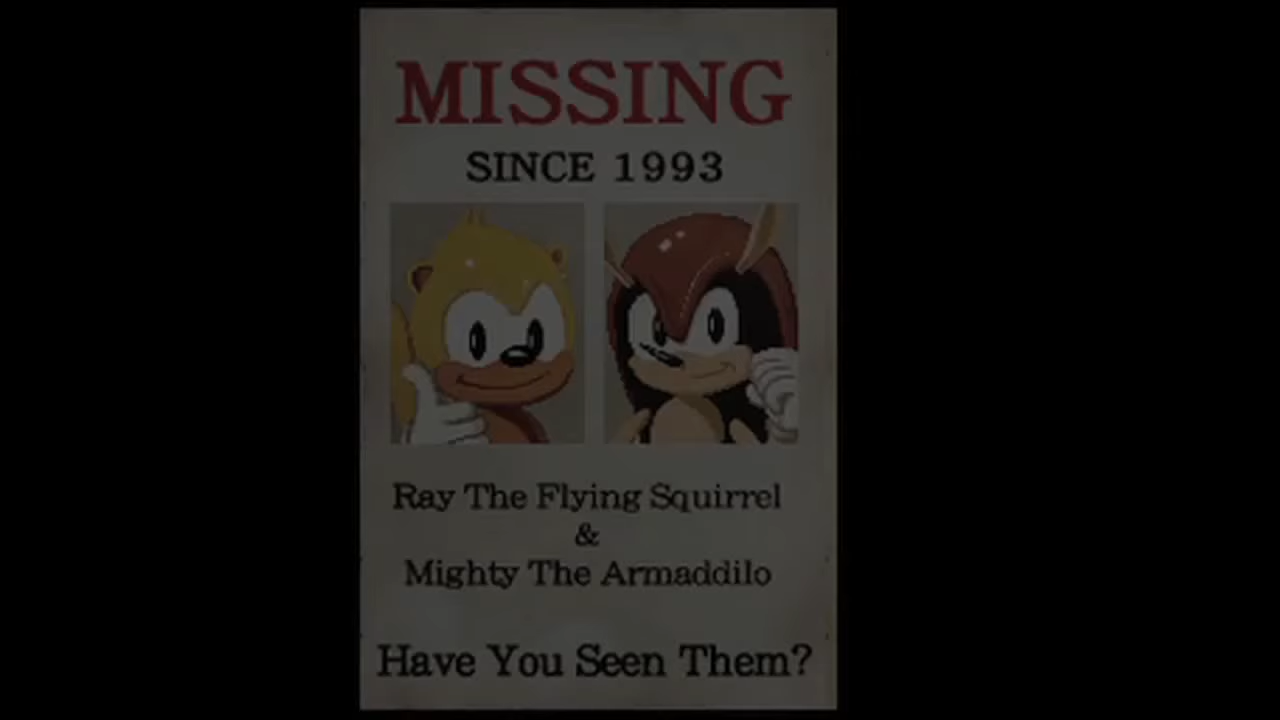 MISSING
SINCE 1993
Ray The Flying Squirrel
&
Mighty The Armaddilo
Have You Seen Them?